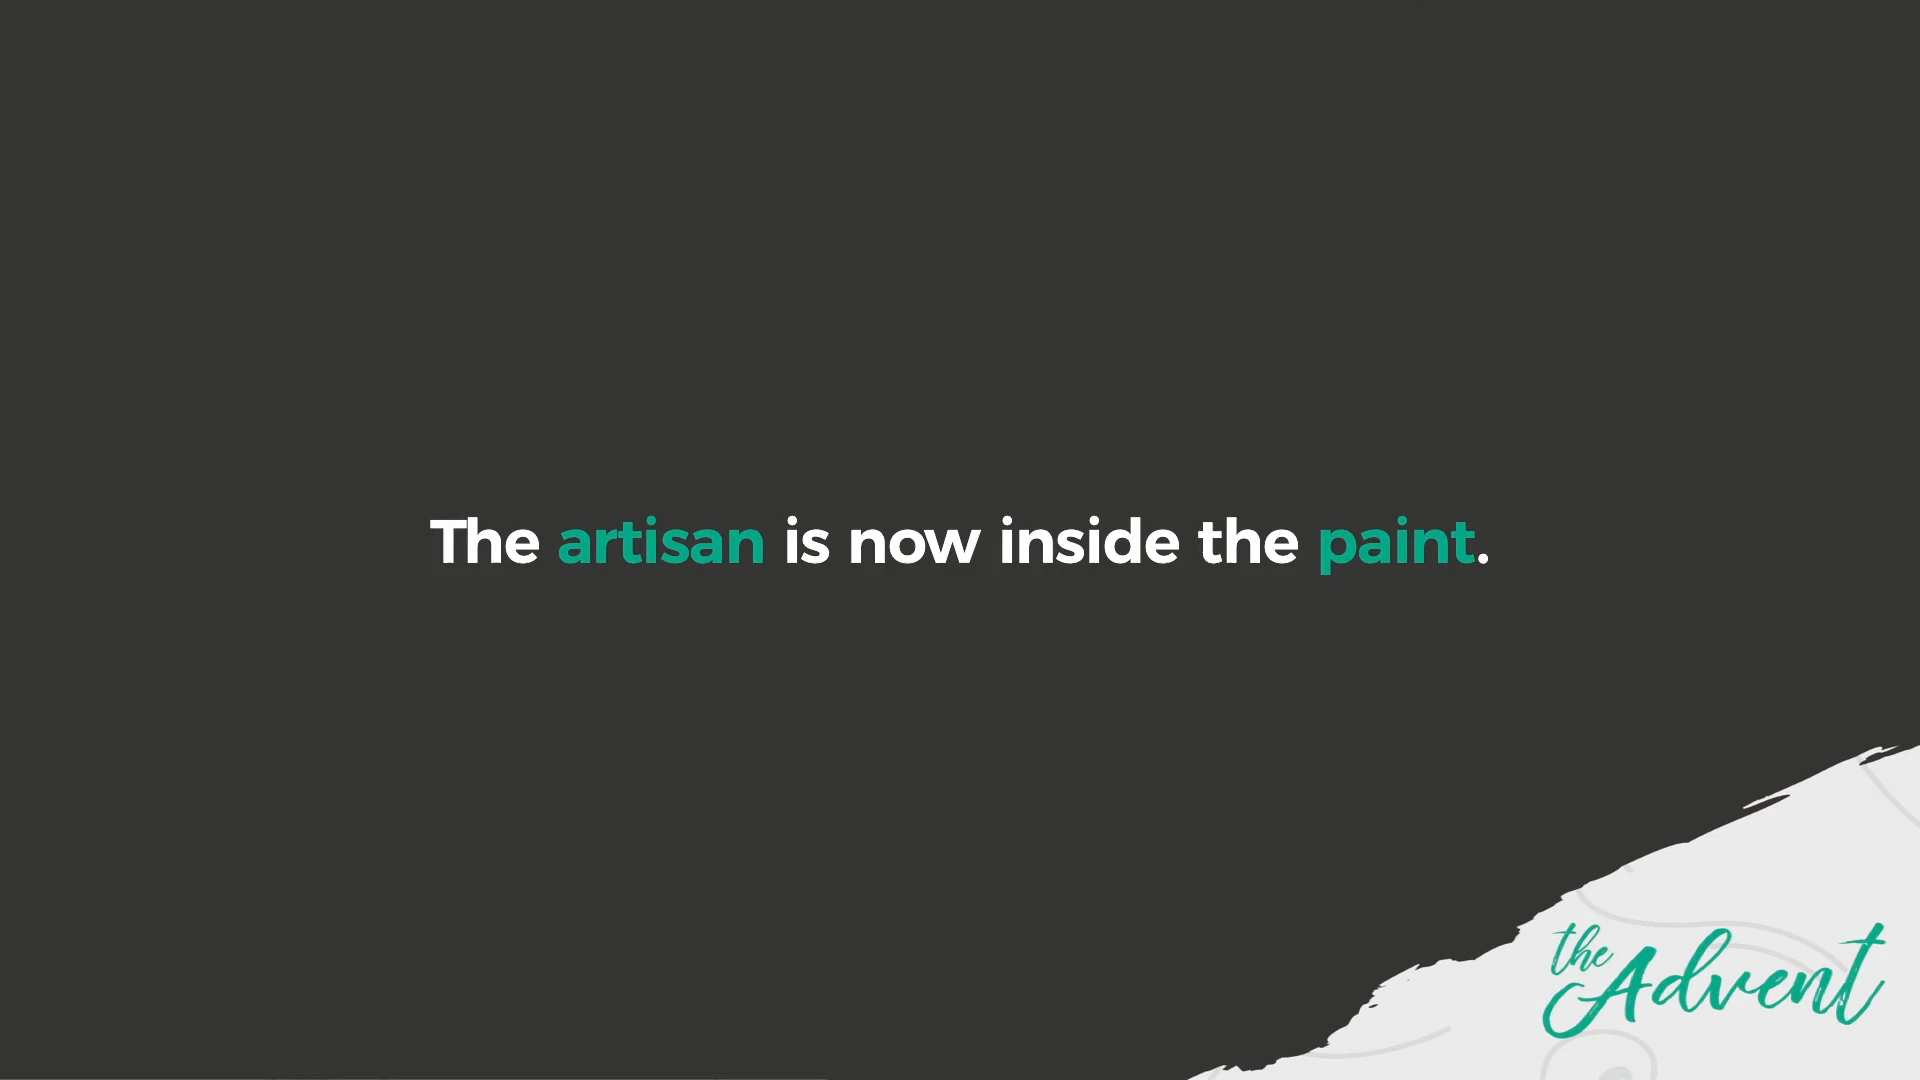 The artisan is now inside the paint.
the
Advent